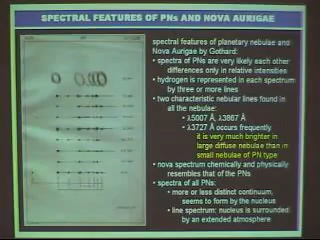 SPECTRAL FEATURES OF PNs AND NOVA AURIGAE
spectral features of planetary nebulae and
Nova Aurigae by Gothard:
• spectra of PNs are very likely each other
differences only in relative intensities
• hydrogen is represented in each spectrum
by three or more lines
• two characteristic nebular lines found in
all the nebulae:
• λ5007 Å, λ3867 Å
• λ3727 Å occurs frequently
it is very much brighter in
large diffuse nebulae than in
small nebulae of PN type
• nova spectrum chemically and physically
resembles that of the PNs
• spectra of all PNs:
• more or less distinct continuum,
seems to form by the nucleus
• line spectrum: nucleus is surrounded
by an extended atmosphere